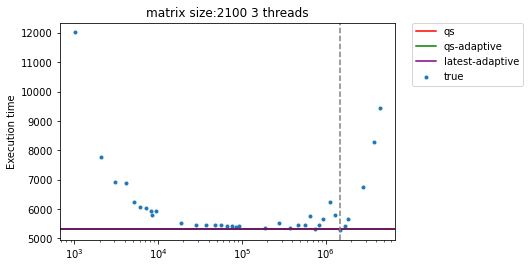 matrix size:2100 3 threads
Execution time
12000
11000
10000
9000
8000
7000
6000
5000
10³
10⁴
10⁵
10⁶
qs
qs-adaptive
latest-adaptive
true